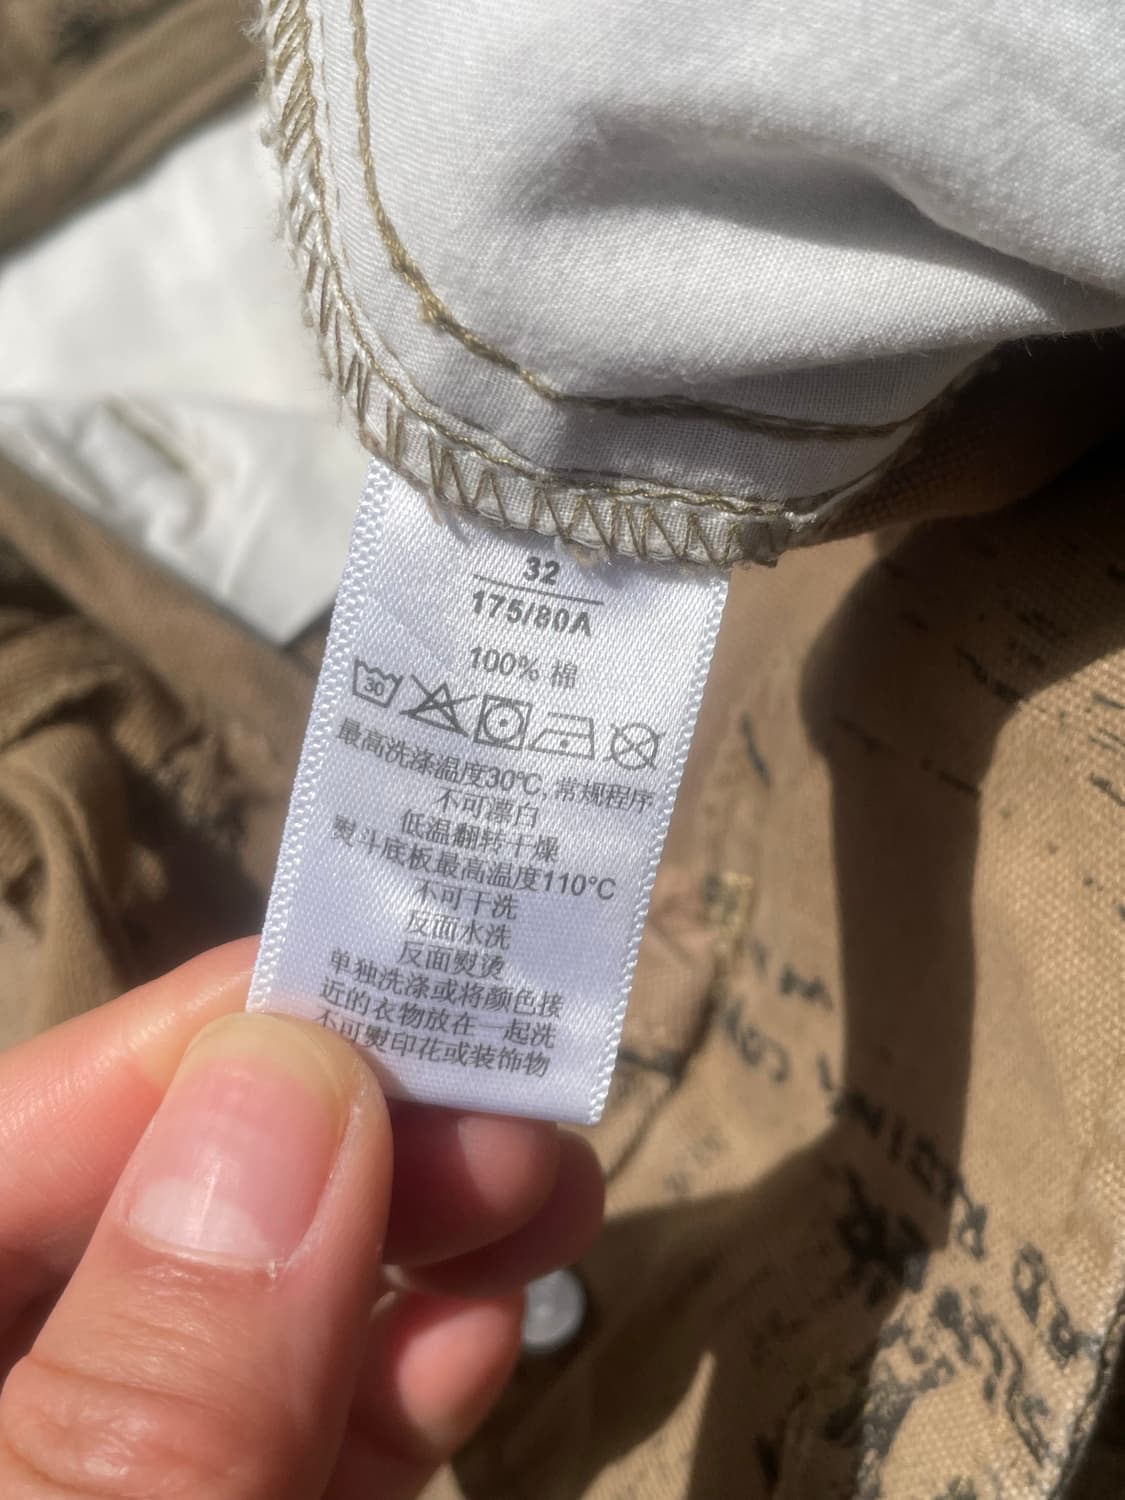 32
175/80A
100% 棉
30
最高洗涤温度30℃, 常规程序
不可漂白
低温翻转干燥
熨斗底板最高温度110°C
不可干洗
反面水洗
反面熨烫
单独洗涤或将颜色接
近的衣物放在一起洗
不可熨印花或装饰物